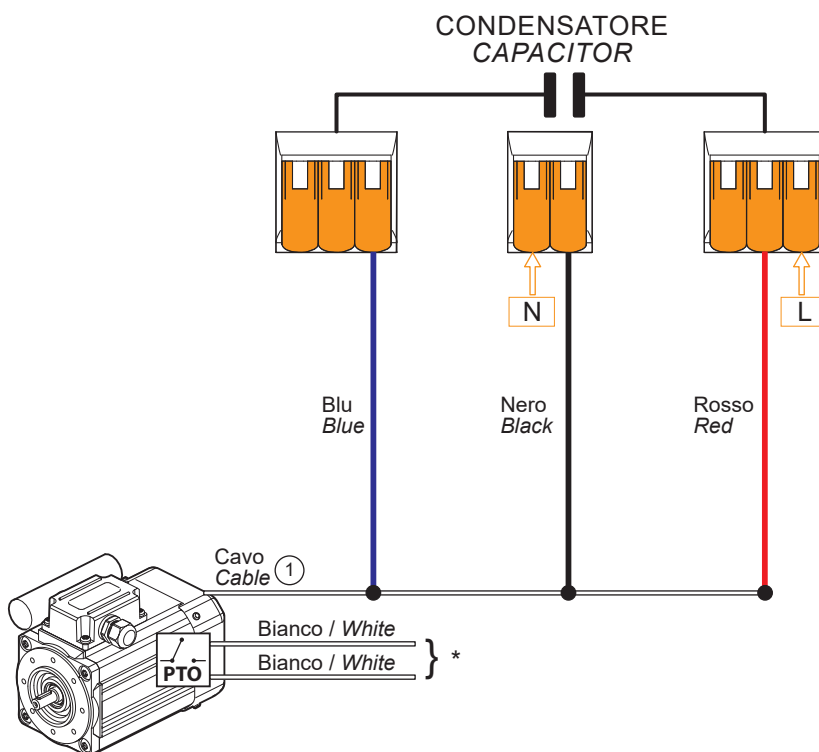 CONDENSATORE
CAPACITOR
N
L
Blu
Blue
Nero
Black
Rosso
Red
Cavo
Cable 1
Bianco / White
Bianco / White
} *
PTO